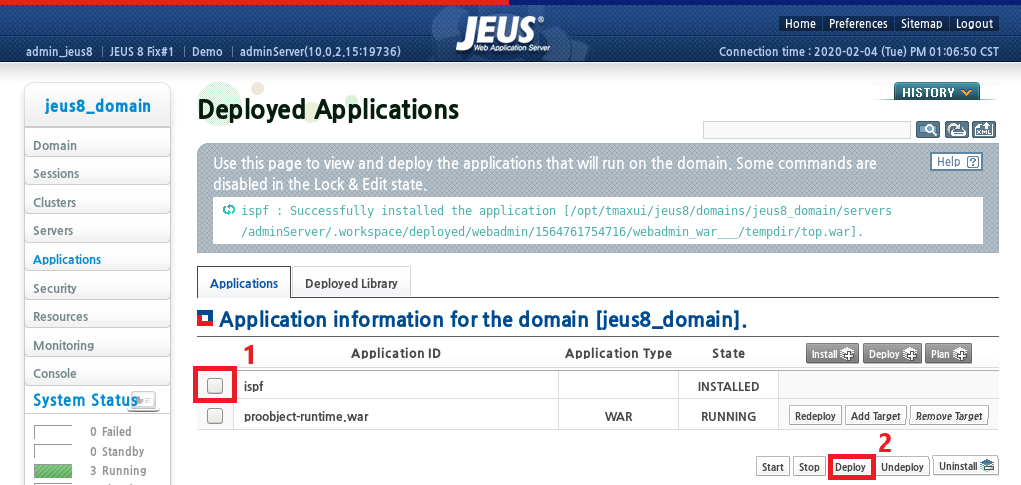 JEUS®
Web Application Server
Home Preferences Sitemap Logout
admin_jeus8 JEUS 8 Fix#1 Demo adminServer(10.0.2.15:19736)
Connection time : 2020-02-04 (Tue) PM 01:06:50 CST
jeus8_domain
Domain
Sessions
Clusters
Servers
Applications
Security
Resources
Monitoring
Console
System Status
0 Failed
0 Standby
3 Running
HISTORY
Deployed Applications
XML
Use this page to view and deploy the applications that will run on the domain. Some commands are
disabled in the Lock & Edit state.
Help ?
ispf : Successfully installed the application [/opt/tmaxui/jeus8/domains/jeus8_domain/servers
/adminServer/.workspace/deployed/webadmin/1564761754716/webadmin_war___/tempdir/top.war].
Applications Deployed Library
Application information for the domain [jeus8_domain].
Application ID Application Type State Install Deploy Plan
1
ispf INSTALLED
proobject-runtime.war WAR RUNNING Redeploy Add Target Remove Target
2
Start Stop Deploy Undeploy Uninstall